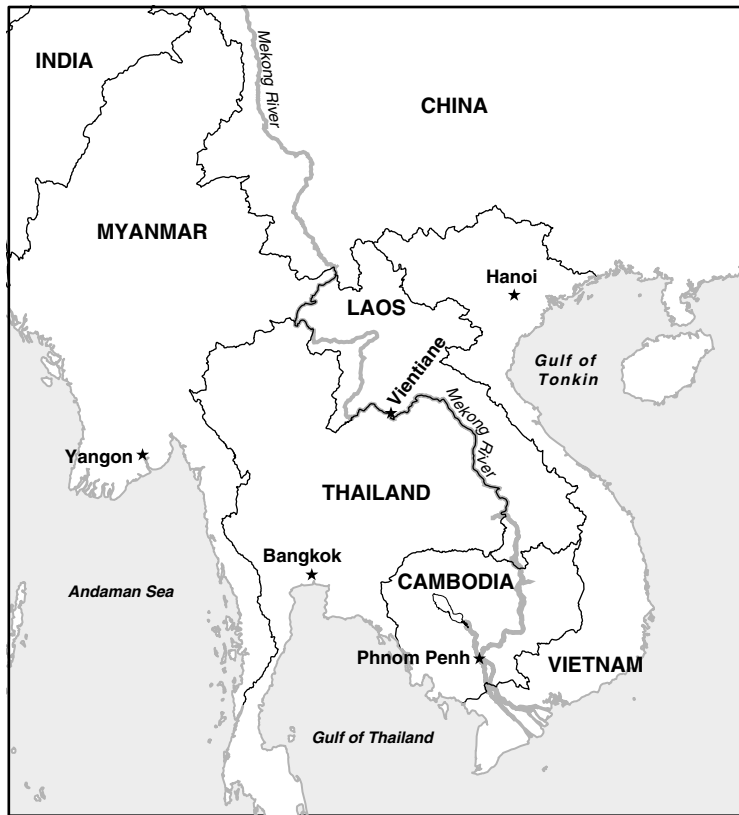 INDIA
Mekong River
CHINA
MYANMAR
Hanoi
LAOS
Gulf of
Tonkin
Vientiane
Mekong River
Yangon
THAILAND
Bangkok
Andaman Sea
CAMBODIA
Phnom Penh
VIETNAM
Gulf of Thailand